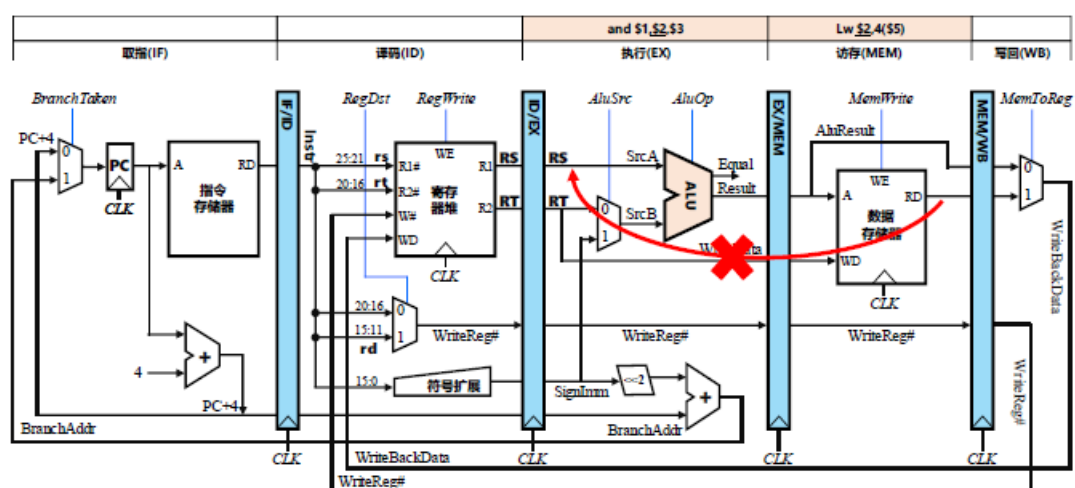 and $1,$2,$3
Lw $2,4($5)
取指(IF)
译码(ID)
执行(EX)
访存(MEM)
写回(WB)
BranchTaken
RegDst
RegWrite
AluSrc
AluOp
MemWrite
MemToReg
PC+4
0
1
PC
CLK
A
RD
指令
存储器
IF/ID
Instr
25:21 rs
20:16 rt
WE
R1#
R2#
W#
WD
R1
R2
寄存
器堆
CLK
RS
RT
ID/EX
RS
RT
SrcA
SrcB
0
1
ALU
Equal
Result
EX/MEM
AluResult
WE
A
RD
数据
存储器
WD
CLK
MEM/WB
0
1
WriteBackData
20:16
15:11
rd
0
1
WriteReg#
WriteReg#
WriteReg#
WriteReg#
4
+
PC+4
15:0
符号扩展
SignImm
<<2
+
BranchAddr
BranchAddr
CLK
CLK
CLK
CLK
WriteBackData
WriteReg#